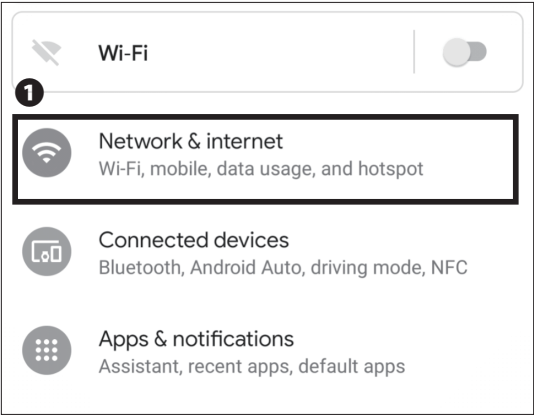 Wi-Fi
1
Network & internet
Wi-Fi, mobile, data usage, and hotspot
Connected devices
Bluetooth, Android Auto, driving mode, NFC
Apps & notifications
Assistant, recent apps, default apps